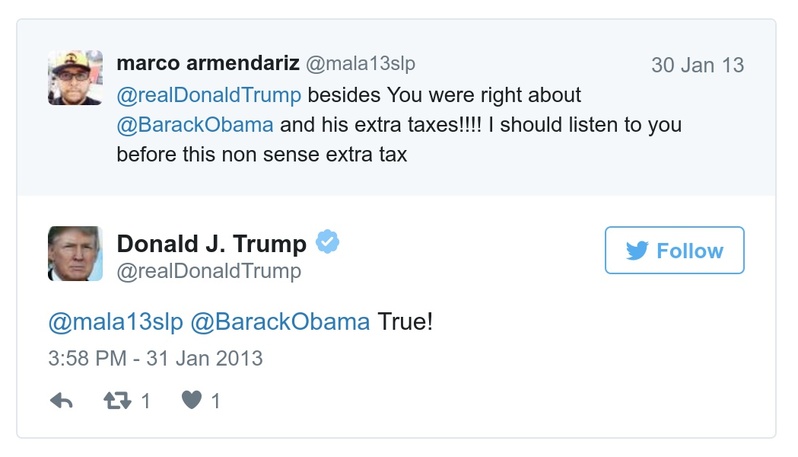 marco armendariz @mala13slp 30 Jan 13
@realDonaldTrump besides You were right about
@BarackObama and his extra taxes!!!! I should listen to you
before this non sense extra tax
Donald J. Trump
@realDonaldTrump
Follow
@mala13slp @BarackObama True!
3:58 PM - 31 Jan 2013
1 1